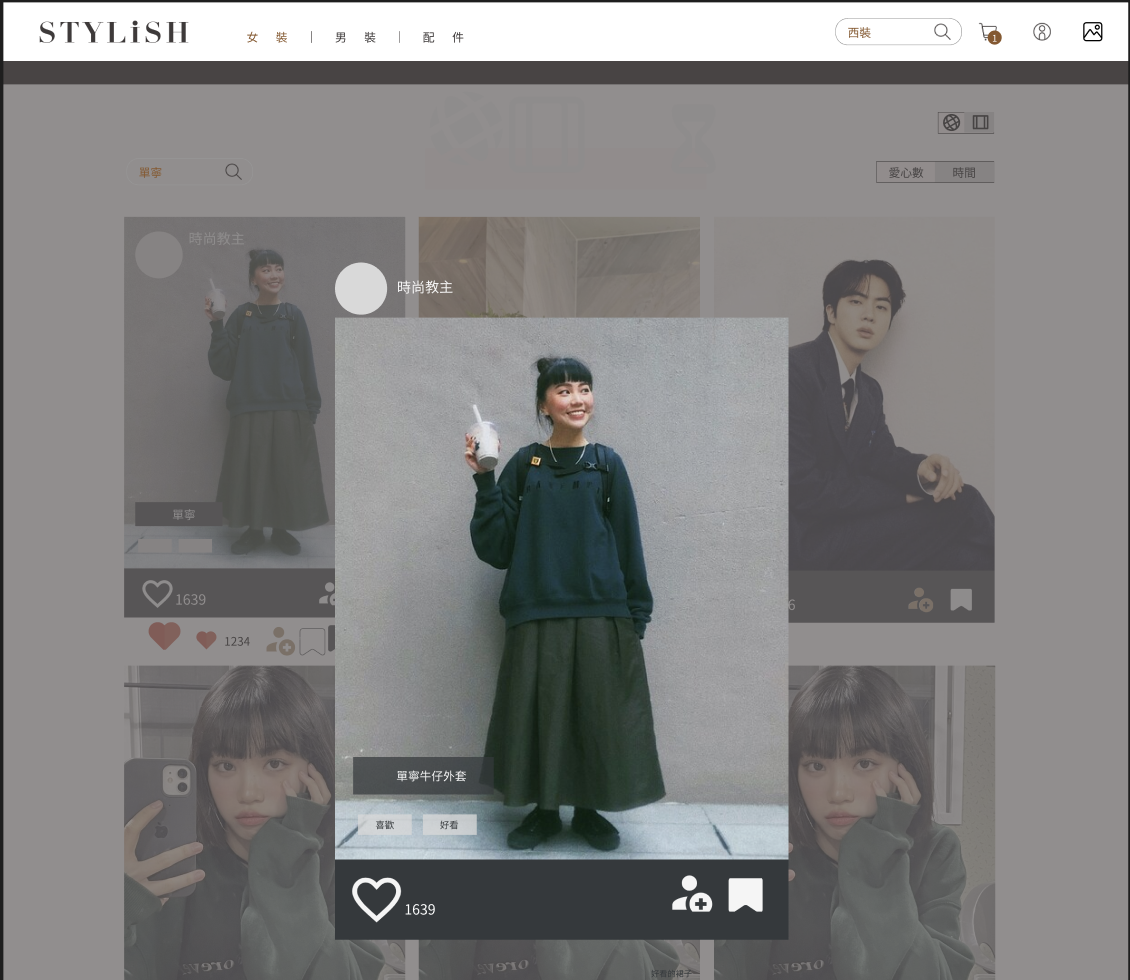 STYLiSH
女 裝 | 男 裝 | 配 件
西裝
1
單寧
愛心數 時間
時尚教主
時尚教主
單寧
1639
1234
6
單寧牛仔外套
喜歡 好看
1639
好看的裙子